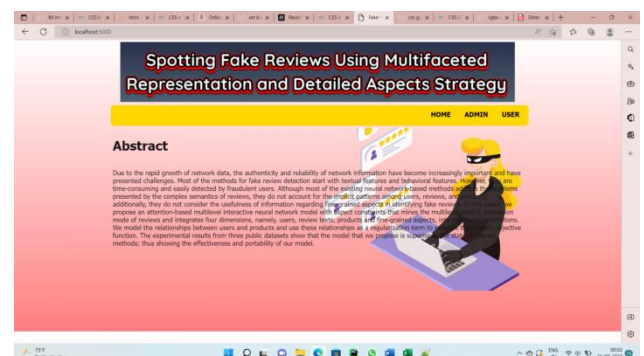 localhost:5000
Spotting Fake Reviews Using Multifaceted
Representation and Detailed Aspects Strategy
HOME ADMIN USER
Abstract
Due to the rapid growth of network data, the authenticity and reliability of network information have become increasingly important and have
presented challenges. Most of the methods for fake review detection start with textual features and behavioral features. However, they are
time-consuming and easily detected by fraudulent users. Although most of the existing neural network-based methods address the problems
presented by the complex semantics of reviews, they do not account for the implicit patterns among users, reviews, and
additionally, they do not consider the usefulness of information regarding fine-grained aspects in identifying fake reviews.
propose an attention-based multilevel interactive neural network model with aspect constraints that mines the
mode of reviews and integrates four dimensions, namely, users, review texts, products and fine-grained aspects,
We model the relationships between users and products and use these relationships as a regularization term to objective
function. The experimental results from three public datasets show that the model that we propose is superior
methods; thus showing the effectiveness and portability of our model.
ENG